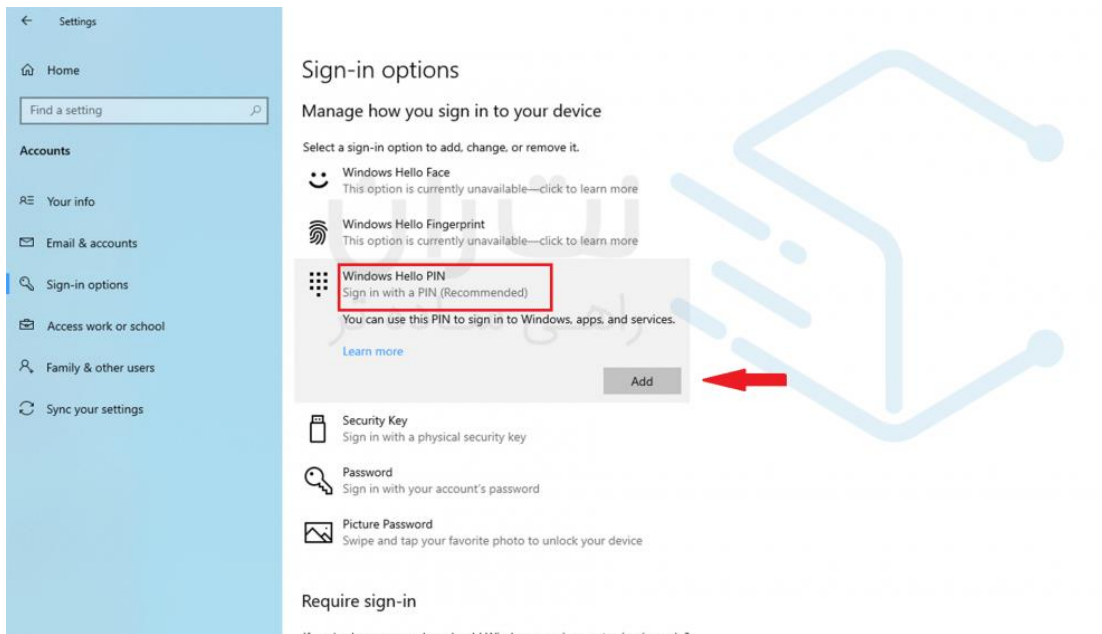 Settings
Home
Find a setting
Accounts
Your info
Email & accounts
Sign-in options
Access work or school
Family & other users
Sync your settings
Sign-in options
Manage how you sign in to your device
Select a sign-in option to add, change, or remove it.
Windows Hello Face
This option is currently unavailable—click to learn more
Windows Hello Fingerprint
This option is currently unavailable—click to learn more
Windows Hello PIN
Sign in with a PIN (Recommended)
You can use this PIN to sign in to Windows, apps, and services.
Learn more
Add
Security Key
Sign in with a physical security key
Password
Sign in with your account's password
Picture Password
Swipe and tap your favorite photo to unlock your device
Require sign-in